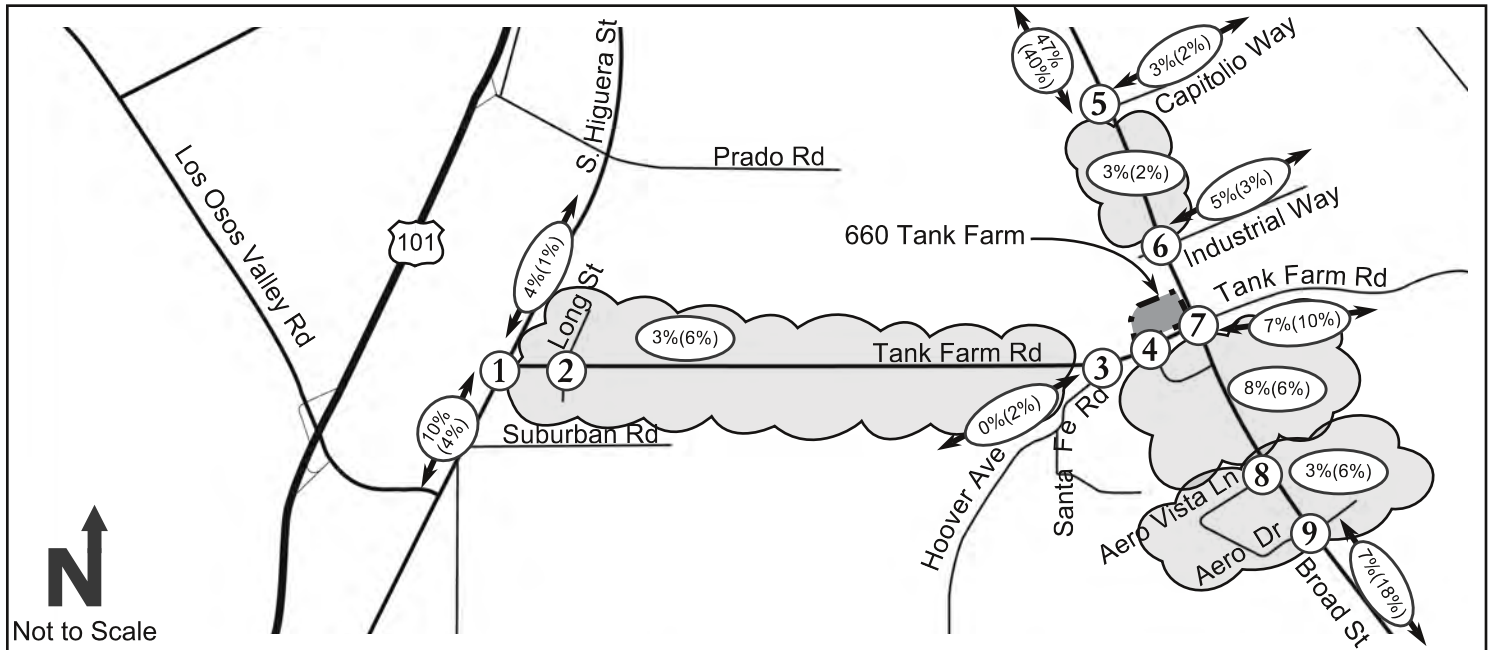 47%
(40%)
3%(2%)
Capitolio Way
5
S. Higuera St
Los Osos Valley Rd
Prado Rd
3%(2%)
5%(3%)
101
660 Tank Farm
6
Industrial Way
4%(1%)
Long St
Tank Farm Rd
3%(6%)
Tank Farm Rd
7
7%(10%)
1
2
3
4
8%(6%)
10%
(4%)
Suburban Rd
0%(2%)
Hoover Ave
Santa Fe Rd
8
3%(6%)
Aero Vista Ln
Aero Dr
9
7%(18%)
Broad St
N
Not to Scale